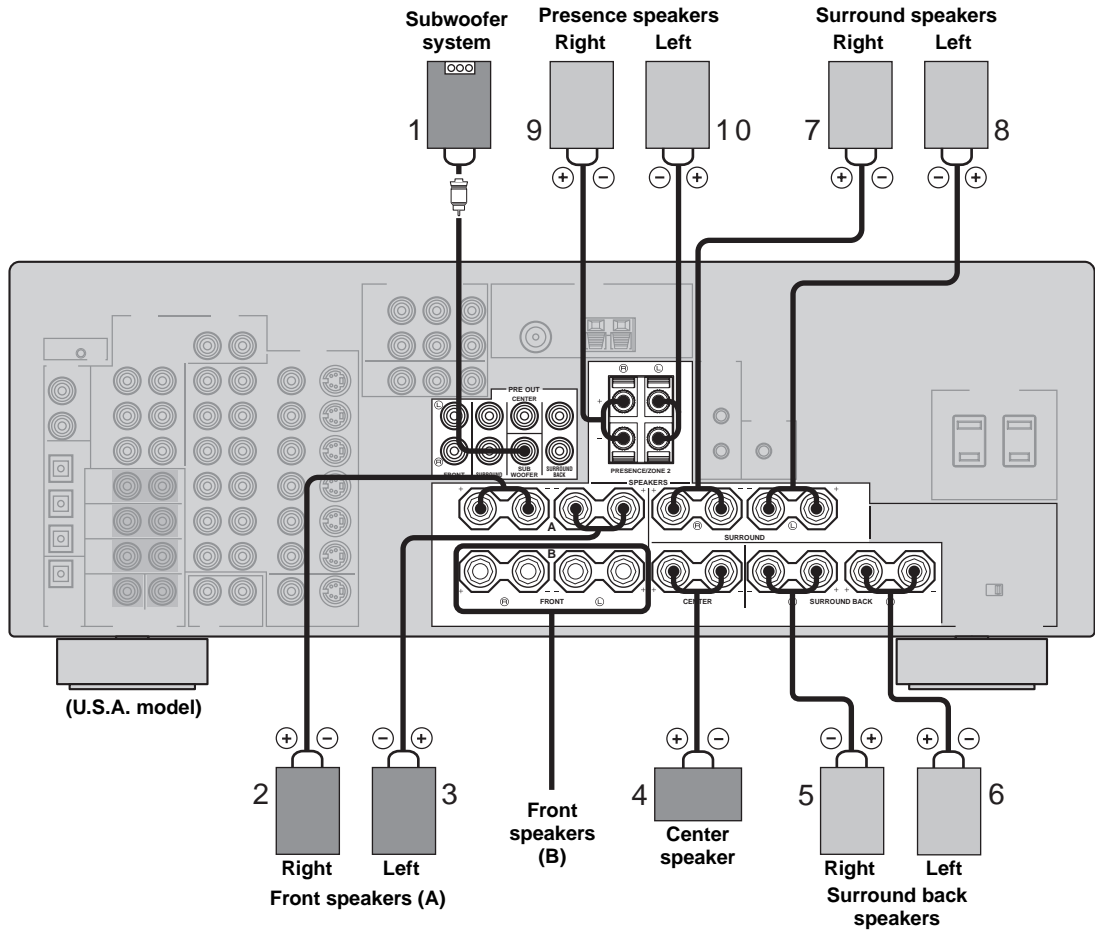 Subwoofer
system
Presence speakers
Right Left
Surround speakers
Right Left
1
9
10
7
8
+ − − +
+ − − +
PRE OUT
CENTER
L
R
FRONT SURROUND SUB WOOFER SURROUND BACK
R L
+
−
PRESENCE/ZONE 2
SPEAKERS
+ − − +
+ − − +
A
R L
SURROUND
B
+ − − +
R FRONT L
CENTER
SURROUND BACK
(U.S.A. model)
+ − − +
+ −
− + + −
2
3
4
5
6
Right Left
Front speakers (A)
Front
speakers
(B)
Center
speaker
Right Left
Surround back
speakers